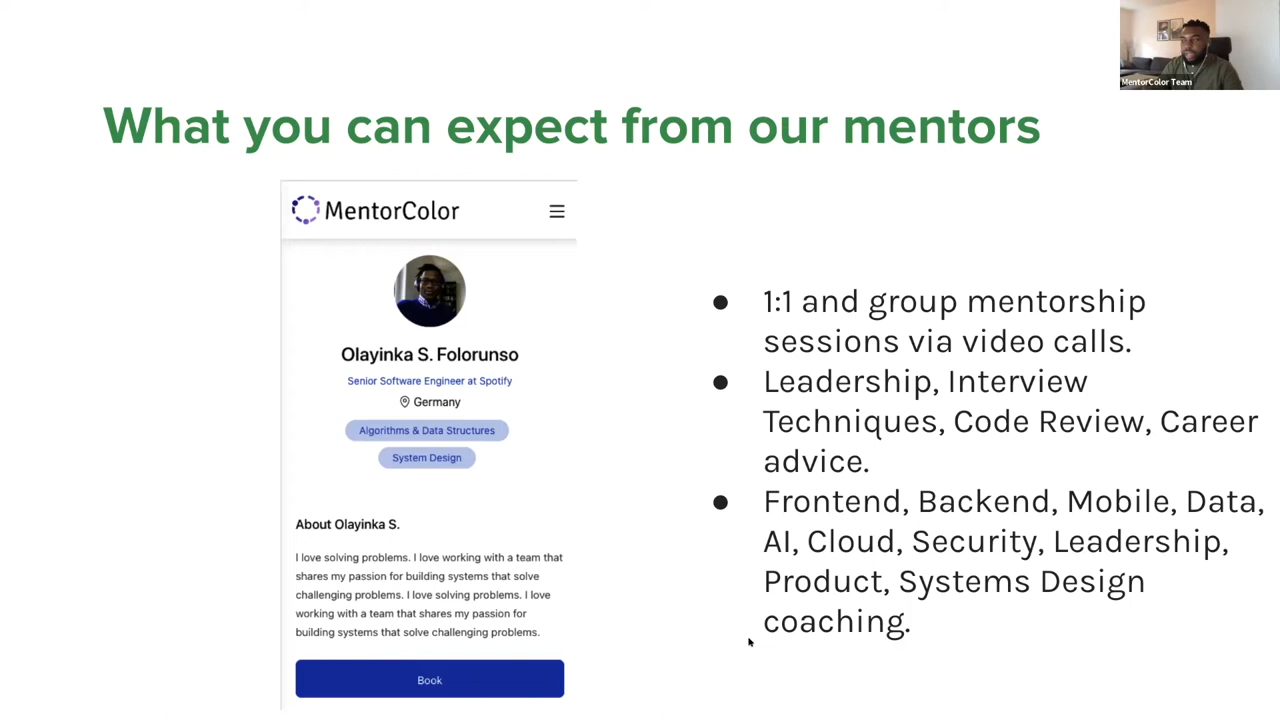 MentorColor Team
What you can expect from our mentors
MentorColor
Olayinka S. Folorunso
Senior Software Engineer at Spotify
Germany
Algorithms & Data Structures
System Design
About Olayinka S.
I love solving problems. I love working with a team that
shares my passion for building systems that solve
challenging problems. I love solving problems. I love
working with a team that shares my passion for
building systems that solve challenging problems.
Book
● 1:1 and group mentorship
sessions via video calls.
● Leadership, Interview
Techniques, Code Review, Career
advice.
● Frontend, Backend, Mobile, Data,
AI, Cloud, Security, Leadership,
Product, Systems Design
coaching.